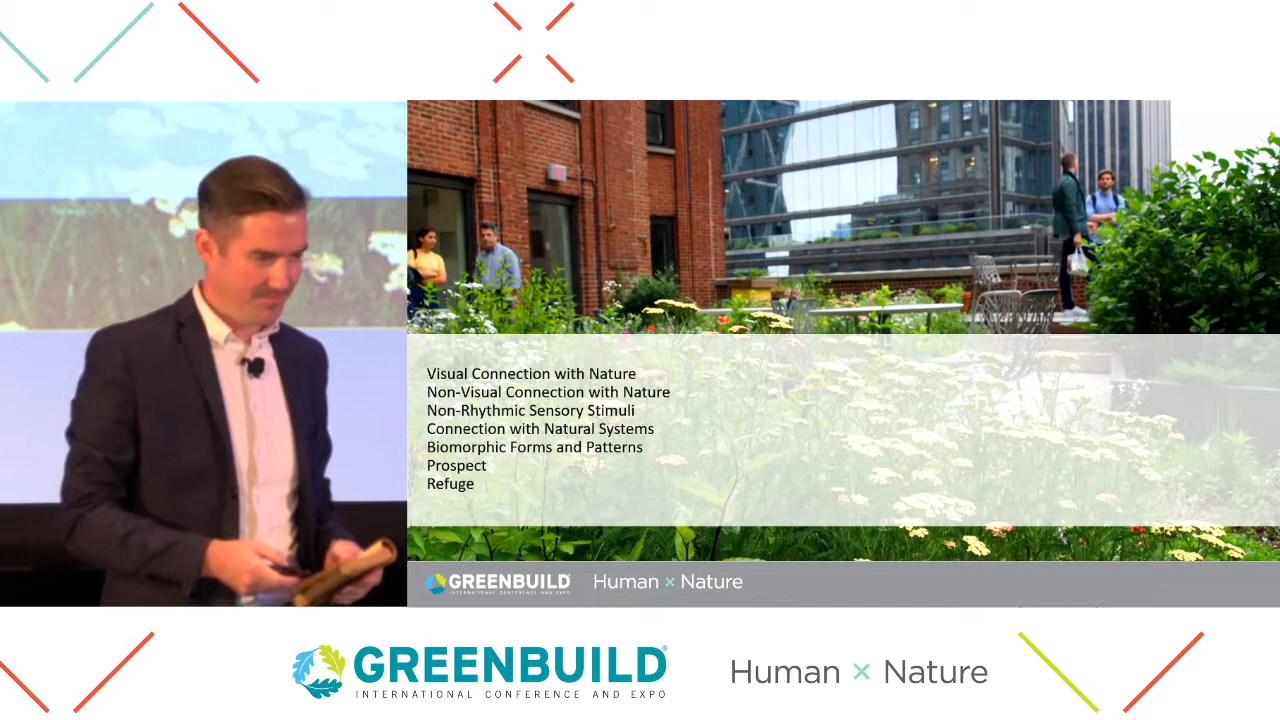 Visual Connection with Nature
Non-Visual Connection with Nature
Non-Rhythmic Sensory Stimuli
Connection with Natural Systems
Biomorphic Forms and Patterns
Prospect
Refuge
GREENBUILD
INTERNATIONAL CONFERENCE AND EXPO
Human × Nature
GREENBUILD®
INTERNATIONAL CONFERENCE AND EXPO
Human × Nature